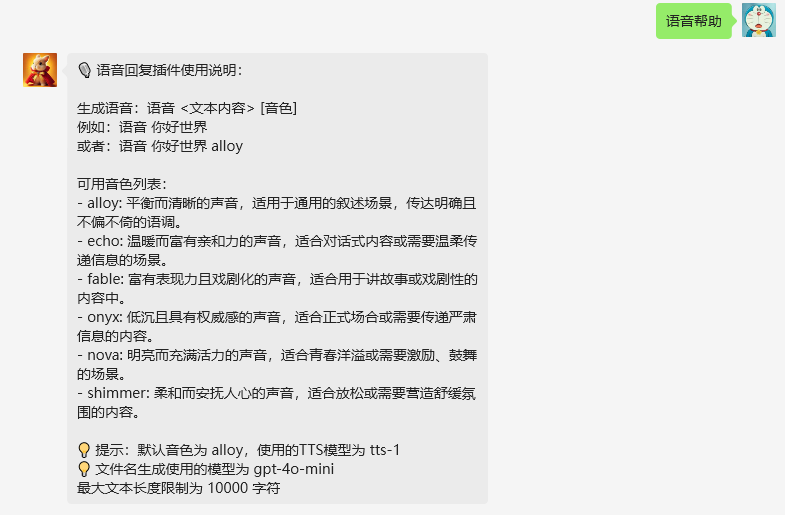 语音帮助
语音回复插件使用说明：
生成语音：语音 <文本内容> [音色]
例如：语音 你好世界
或者：语音 你好世界 alloy
可用音色列表：
- alloy: 平衡而清晰的声音，适用于通用的叙述场景，传达明确且
不偏不倚的语调。
- echo: 温暖而富有亲和力的声音，适合对话式内容或需要温柔传
递信息的场景。
- fable: 富有表现力且戏剧化的声音，适合用于讲故事或戏剧性的
内容中。
- onyx: 低沉且具有权威感的声音，适合正式场合或需要传递严肃
信息的内容。
- nova: 明亮而充满活力的声音，适合青春洋溢或需要激励、鼓舞
的场景。
- shimmer: 柔和而安抚人心的声音，适合放松或需要营造舒缓氛
围的内容。
提示：默认音色为 alloy，使用的TTS模型为 tts-1
文件名生成使用的模型为 gpt-4o-mini
最大文本长度限制为 10000 字符